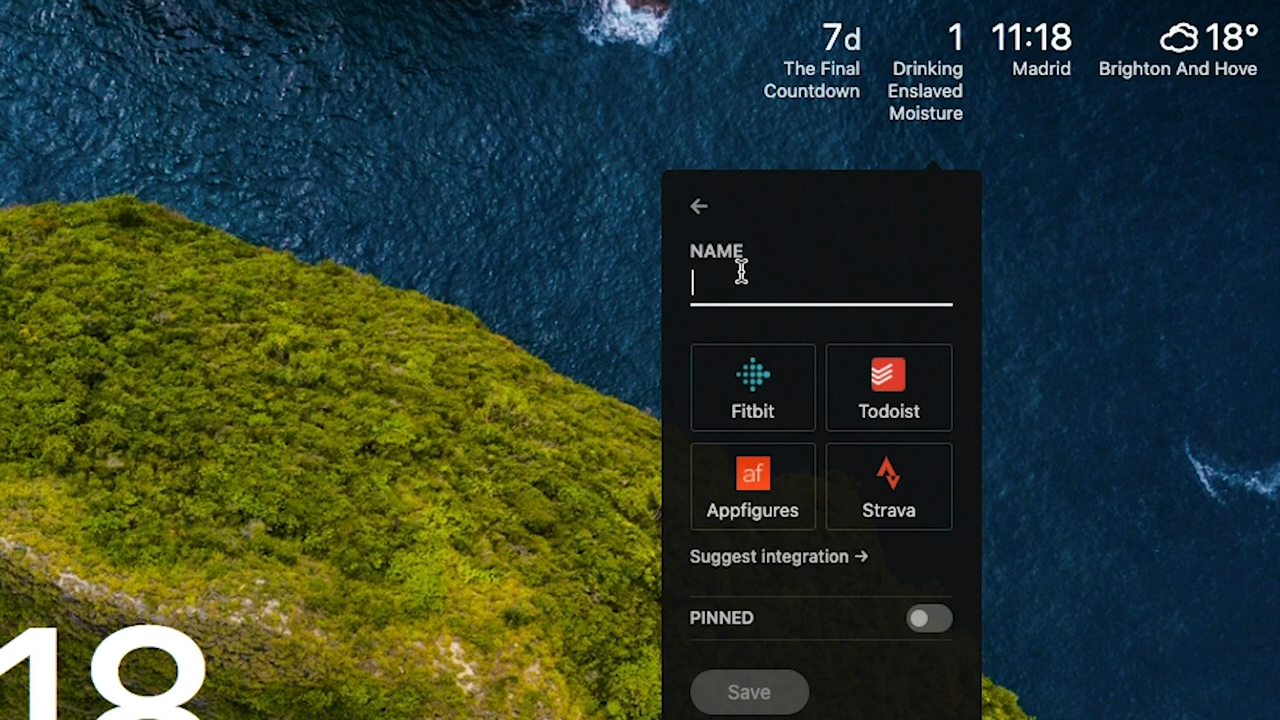 7d
The Final
Countdown
1
Drinking
Enslaved
Moisture
11:18
Madrid
18°
Brighton And Hove
←
NAME
Fitbit
Todoist
af
Appfigures
Strava
Suggest integration →
PINNED
Save
18